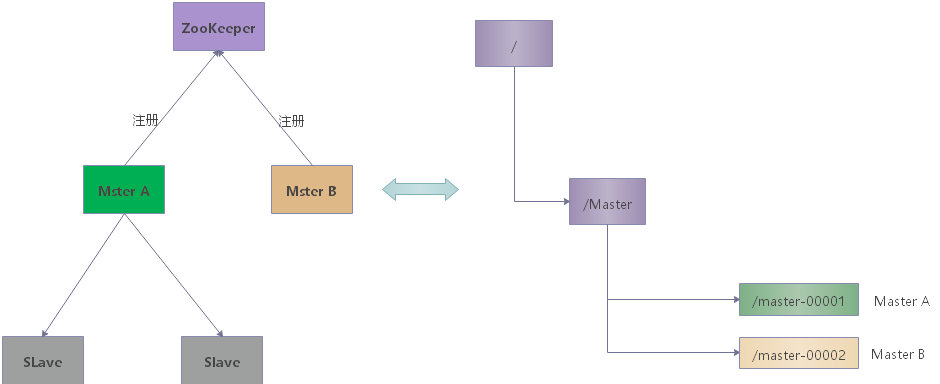 ZooKeeper
注册
注册
Mster A
Mster B
SLave
Slave
/
/Master
/master-00001
Master A
/master-00002
Master B